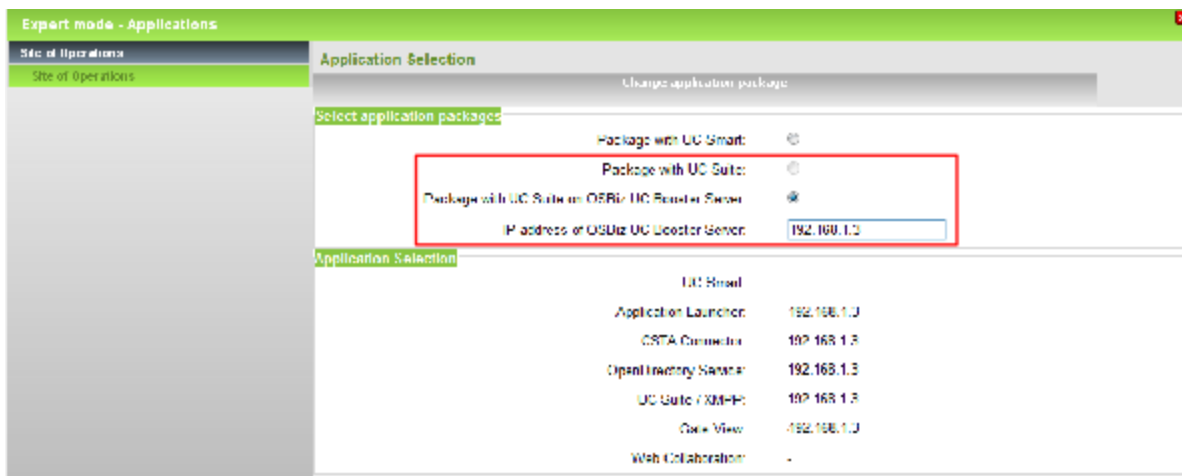 Expert mode - Applications
Site of Operations
Site of Operations
Application Selection
Change application package
Select application packages
Package with UC Smart:
Package with UC Suite:
Package with UC Suite on OSBiz UC Booster Server:
IP address of OSBiz UC Booster Server: 192.168.1.3
Application Selection
UC Smart
Application Launcher: 192.168.1.3
CSTA Connector 192.168.1.3
OpenDirectory Service: 192.168.1.3
UC Suite / XMPP: 192.168.1.3
Gate View 192.168.1.3
Web Collaboration: -